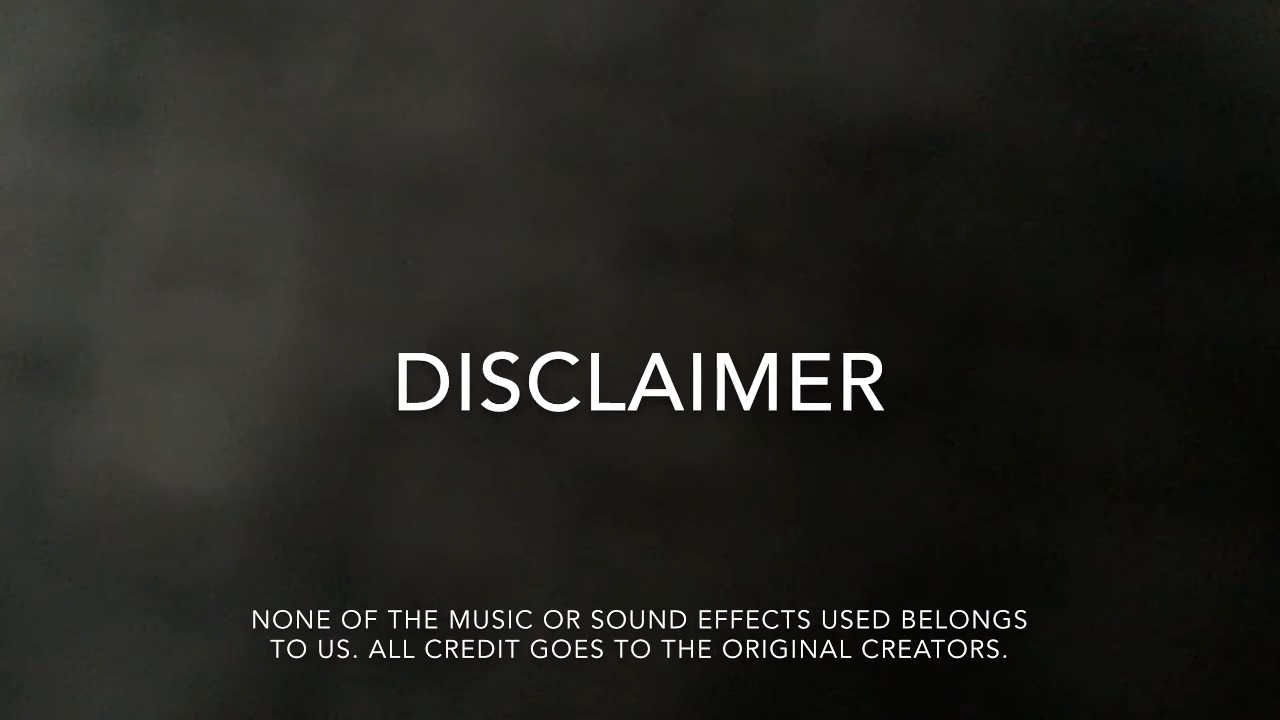 DISCLAIMER
NONE OF THE MUSIC OR SOUND EFFECTS USED BELONGS
TO US. ALL CREDIT GOES TO THE ORIGINAL CREATORS.